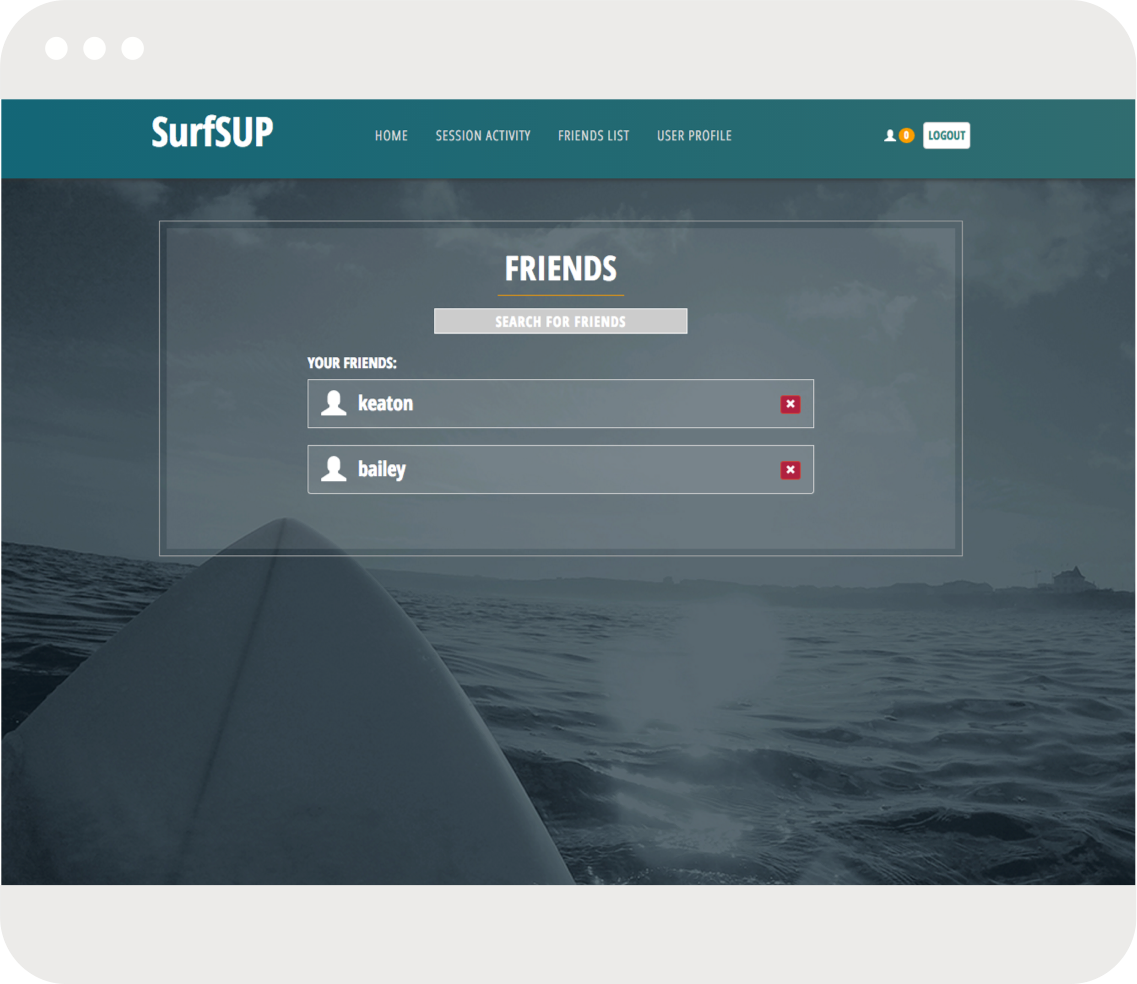 SurfSUP
HOME SESSION ACTIVITY FRIENDS LIST USER PROFILE 0 LOGOUT
FRIENDS
SEARCH FOR FRIENDS
YOUR FRIENDS:
keaton
bailey